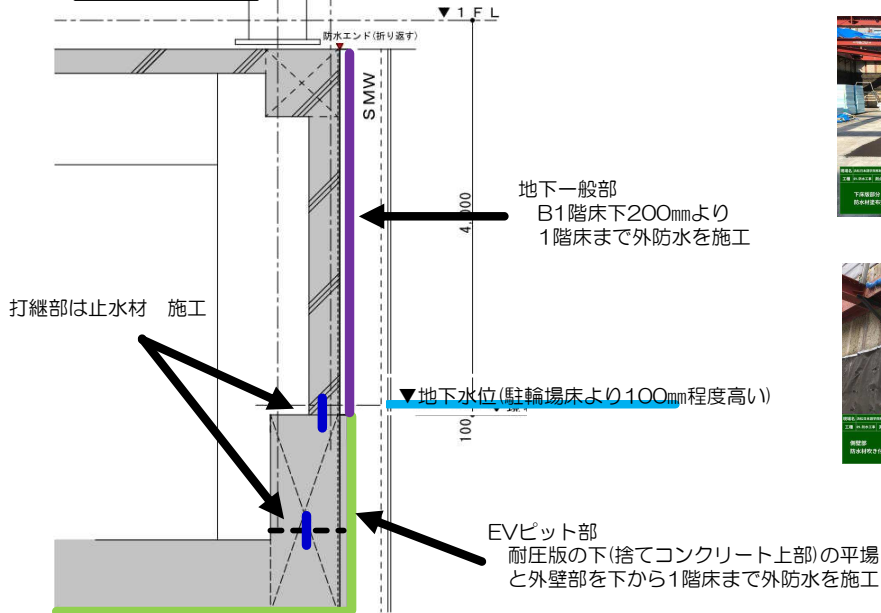 ▼１ＦＬ
防水エンド(折り返す)
SMW
地下一般部
B1階床下200㎜より
1階床まで外防水を施工
4,000
打継部は止水材　施工
▼地下水位(駐輪場床より100㎜程度高い)
100
EVピット部
耐圧版の下(捨てコンクリート上部)の平場
と外壁部を下から1階床まで外防水を施工